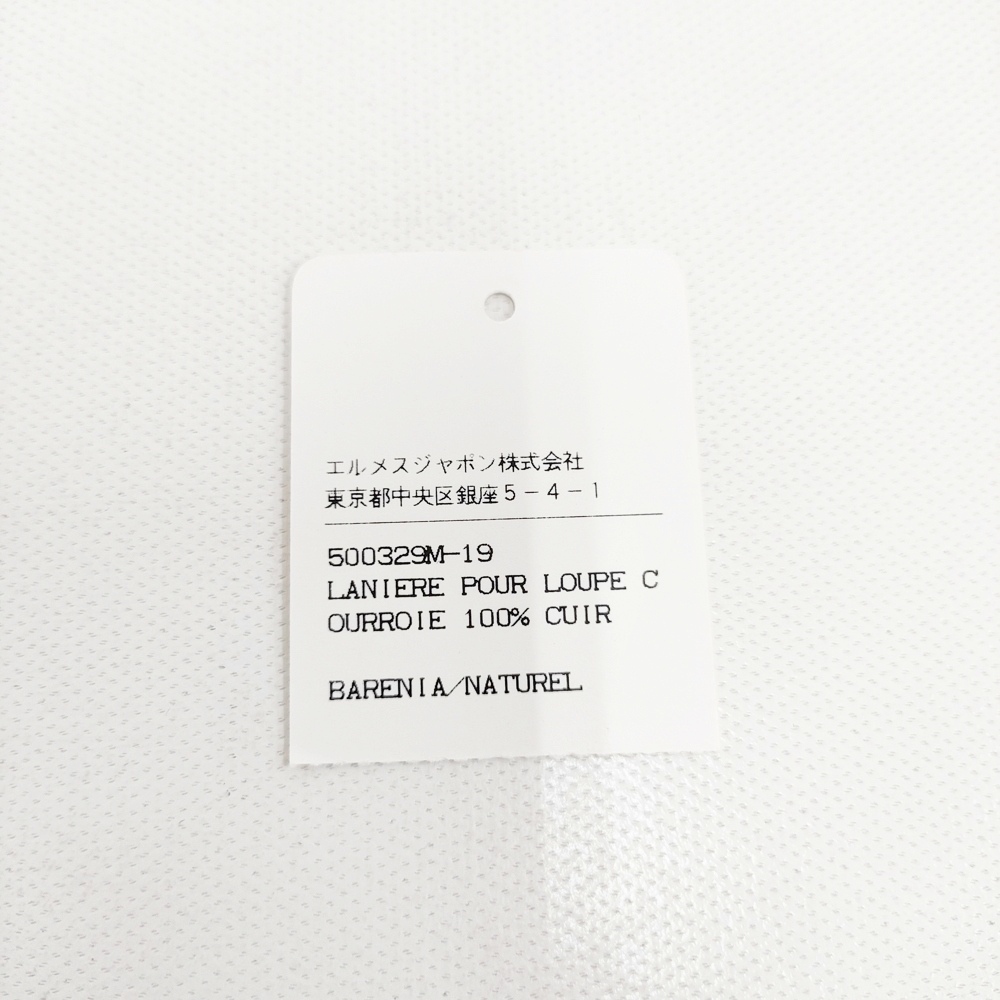 エルメスジャポン株式会社
東京都中央区銀座5-4-1
500329M-19
LANIERE POUR LOUPE C
OURROIE 100% CUIR
BARENIA/NATUREL